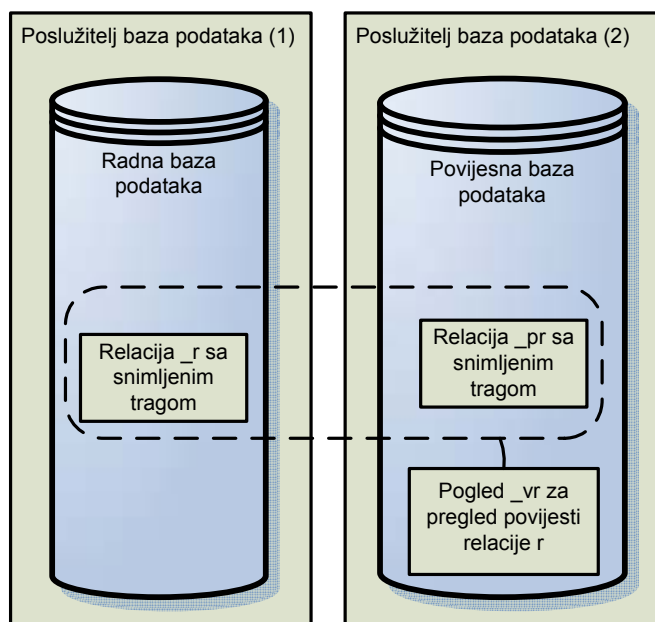 Poslužitelj baza podataka (1)
Radna baza
podataka
Relacija _r sa
snimljenim
tragom
Poslužitelj baza podataka (2)
Povijesna baza
podataka
Relacija _pr sa
snimljenim
tragom
Pogled _vr za
pregled povijesti
relacije r